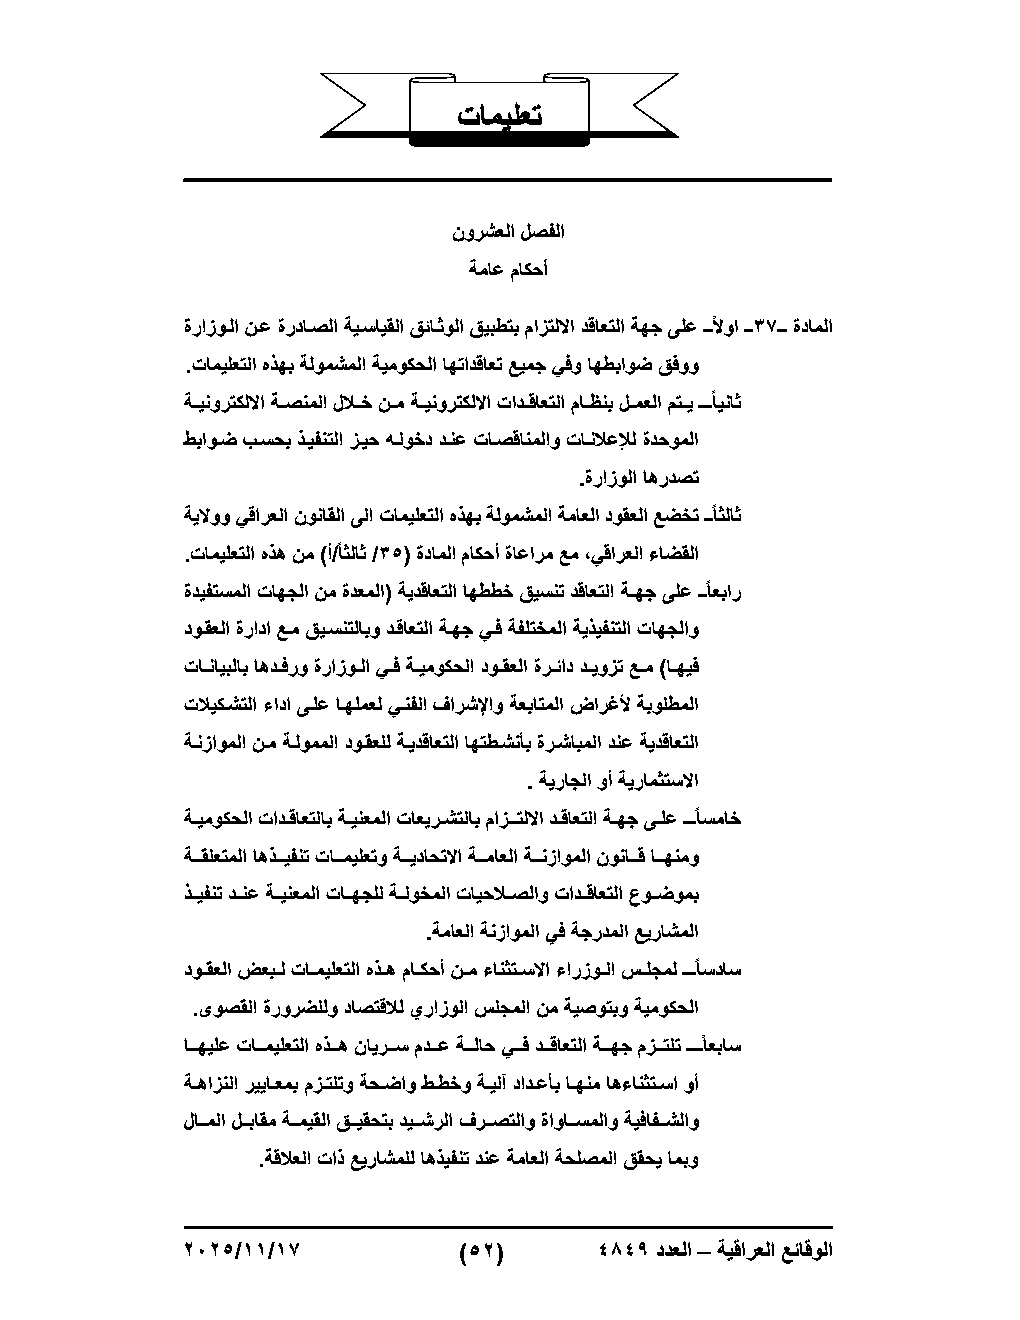 تعليمات
الفصل العشرون
أحكام عامة
المادة ــ٣٧ــ اولاًــ على جهة التعاقد الالتزام بتطبيق الوثائق القياسية الصادرة عن الوزارة
ووفق ضوابطها وفي جميع تعاقداتها الحكومية المشمولة بهذه التعليمات.
ثانياًــ يتم العمل بنظام التعاقدات الالكترونية من خلال المنصة الالكترونية
الموحدة للإعلانات والمناقصات عند دخوله حيز التنفيذ بحسب ضوابط
تصدرها الوزارة.
ثالثاًــ تخضع العقود العامة المشمولة بهذه التعليمات الى القانون العراقي وولاية
القضاء العراقي، مع مراعاة أحكام المادة (٣٥/ ثالثاً/أ) من هذه التعليمات.
رابعاًــ على جهة التعاقد تنسيق خططها التعاقدية (المعدة من الجهات المستفيدة
والجهات التنفيذية المختلفة في جهة التعاقد وبالتنسيق مع ادارة العقود
فيها) مع تزويد دائرة العقود الحكومية في الوزارة ورفدها بالبيانات
المطلوبة لأغراض المتابعة والإشراف الفني لعملها على اداء التشكيلات
التعاقدية عند المباشرة بأنشطتها التعاقدية للعقود الممولة من الموازنة
الاستثمارية أو الجارية .
خامساًــ على جهة التعاقد الالتزام بالتشريعات المعنية بالتعاقدات الحكومية
ومنها قانون الموازنة العامة الاتحادية وتعليمات تنفيذها المتعلقة
بموضوع التعاقدات والصلاحيات المخولة للجهات المعنية عند تنفيذ
المشاريع المدرجة في الموازنة العامة.
سادساًــ لمجلس الوزراء الاستثناء من أحكام هذه التعليمات لبعض العقود
الحكومية وبتوصية من المجلس الوزاري للاقتصاد وللضرورة القصوى.
سابعاًــ تلتزم جهة التعاقد في حالة عدم سريان هذه التعليمات عليها
أو استثناءها منها بأعداد آلية وخطط واضحة وتلتزم بمعايير النزاهة
والشفافية والمساواة والتصرف الرشيد بتحقيق القيمة مقابل المال
وبما يحقق المصلحة العامة عند تنفيذها للمشاريع ذات العلاقة.
الوقائع العراقية – العدد ٤٨٤٩ (٥٢) ٢٠٢٥/١١/١٧